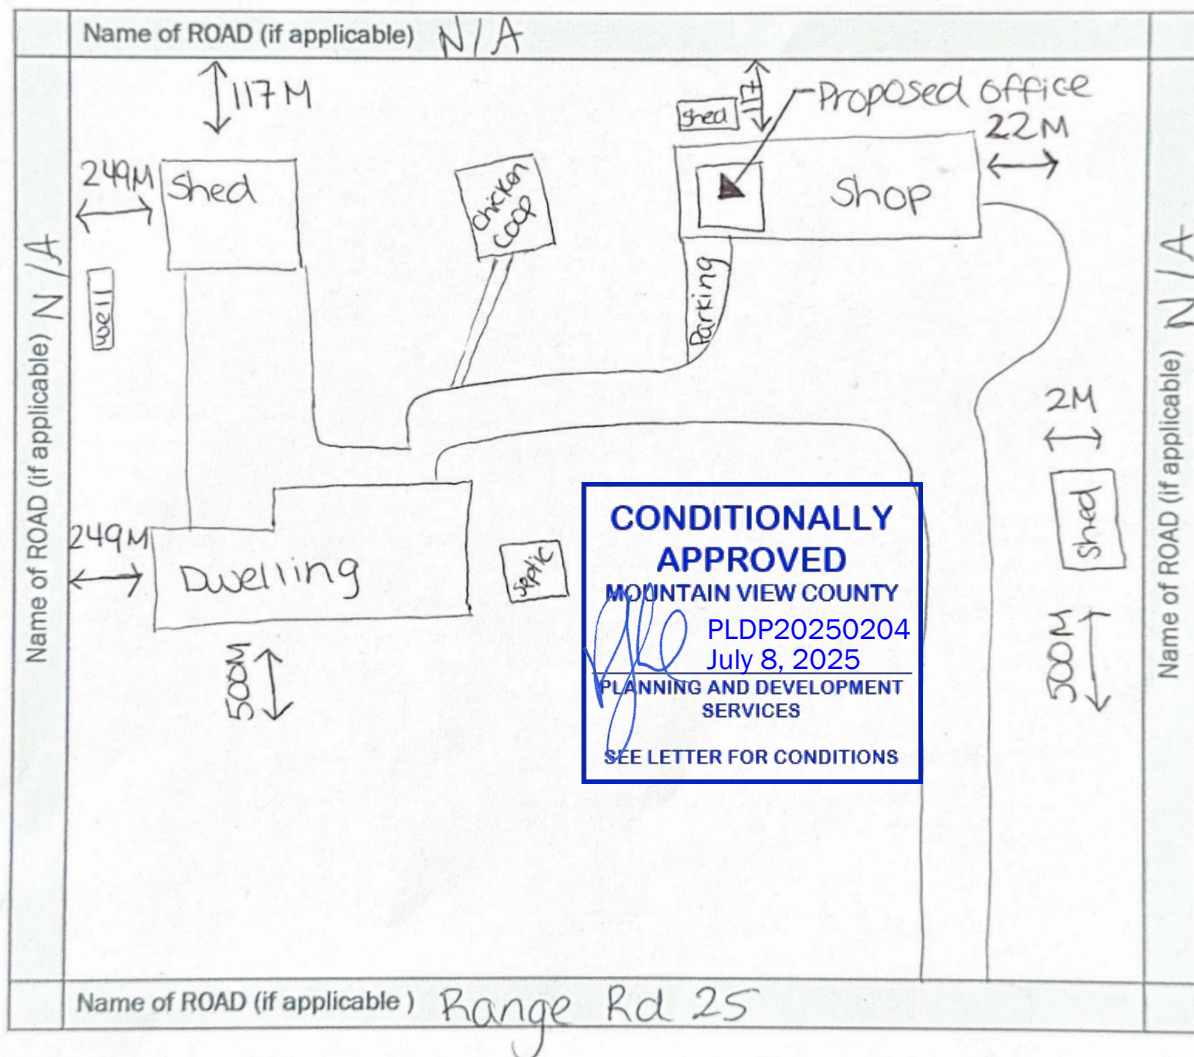 Name of ROAD (if applicable) N/A
117M
117
Proposed office
shed
22M
249M
Shed
Chicken
Coop
Shop
Name of ROAD (if applicable) N/A
well
Parking
Name of ROAD (if applicable) N/A
2M
shed
249M
Dwelling
Septic
500M
500M
CONDITIONALLY
APPROVED
MOUNTAIN VIEW COUNTY
PLDP20250204
July 8, 2025
PLANNING AND DEVELOPMENT
SERVICES
SEE LETTER FOR CONDITIONS
Name of ROAD (if applicable ) Range Rd 25